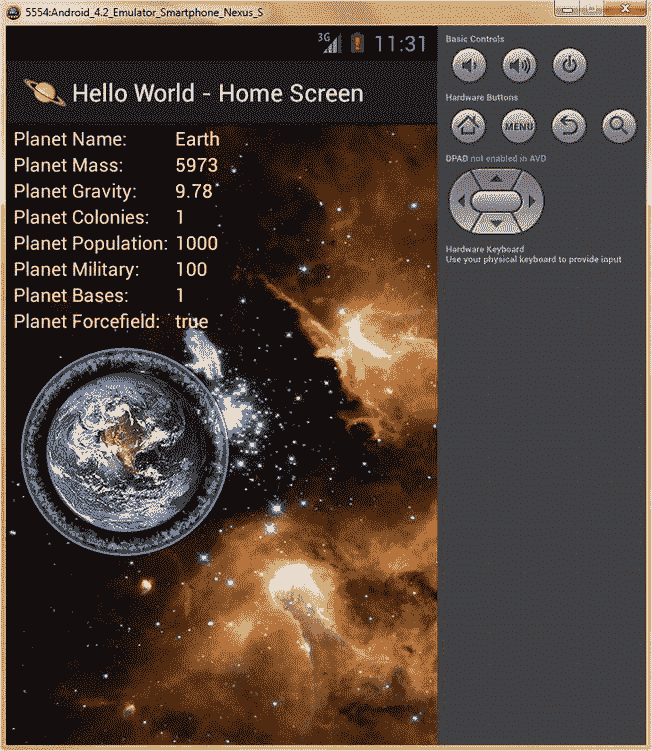 5554:Android_4.2_Emulator_Smartphone_Nexus_S
3G 11:31
Hello World - Home Screen
Planet Name: Earth
Planet Mass: 5973
Planet Gravity: 9.78
Planet Colonies: 1
Planet Population: 1000
Planet Military: 100
Planet Bases: 1
Planet Forcefield: true
Basic Controls
Hardware Buttons
MENU
DPAD not enabled in AVD
Hardware Keyboard
Use your physical keyboard to provide input